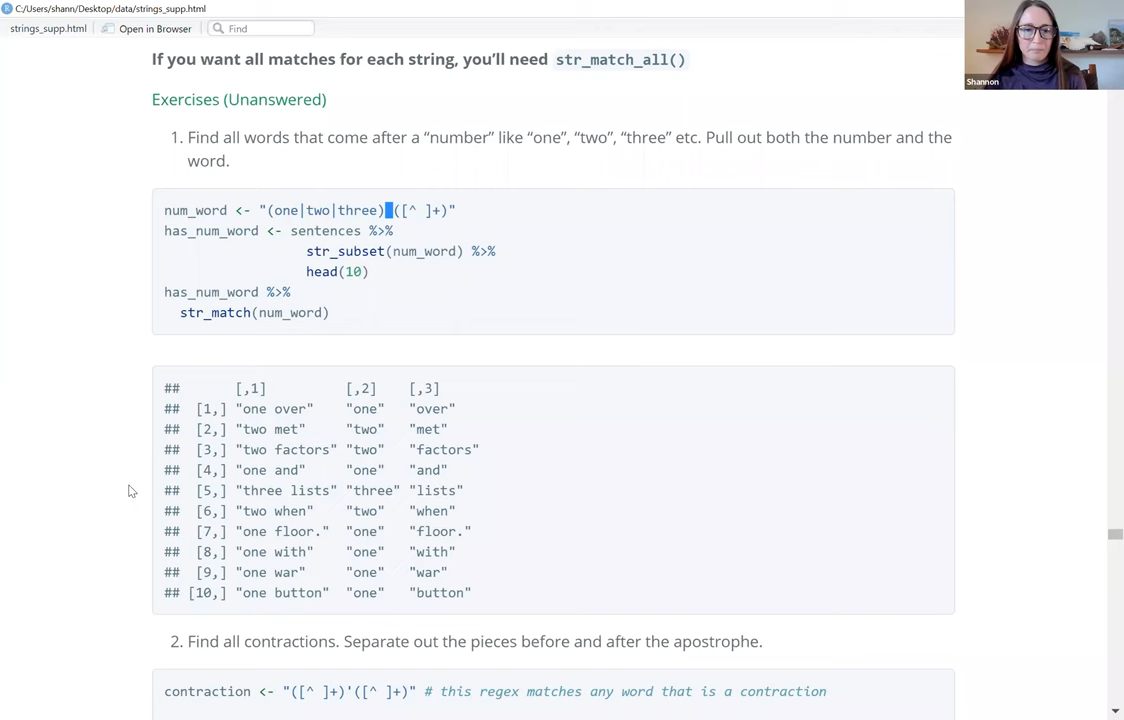 C:/Users/shann/Desktop/data/strings_supp.html
strings_supp.html Open in Browser Find
Shannon
If you want all matches for each string, you’ll need str_match_all()
Exercises (Unanswered)
1. Find all words that come after a “number” like “one”, “two”, “three” etc. Pull out both the number and the
word.
num_word <- "(one|two|three) ([^ ]+)"
has_num_word <- sentences %>%
str_subset(num_word) %>%
head(10)
has_num_word %>%
str_match(num_word)
## [,1] [,2] [,3]
## [1,] "one over" "one" "over"
## [2,] "two met" "two" "met"
## [3,] "two factors" "two" "factors"
## [4,] "one and" "one" "and"
## [5,] "three lists" "three" "lists"
## [6,] "two when" "two" "when"
## [7,] "one floor." "one" "floor."
## [8,] "one with" "one" "with"
## [9,] "one war" "one" "war"
## [10,] "one button" "one" "button"
2. Find all contractions. Separate out the pieces before and after the apostrophe.
contraction <- "([^ ]+)'([^ ]+)" # this regex matches any word that is a contraction